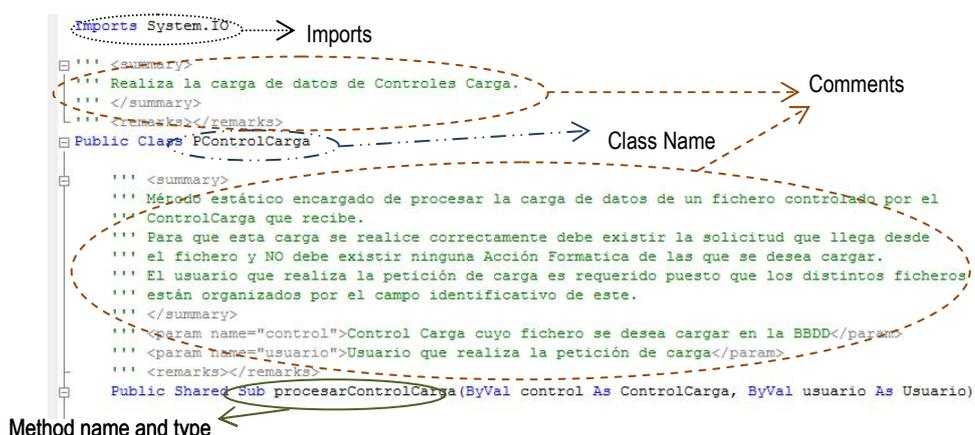 Imports System.IO
Imports
''' <summary>
''' Realiza la carga de datos de Controles Carga.
''' </summary>
''' <remarks></remarks>
Comments
Public Class PControlCarga
Class Name
''' <summary>
''' Método estático encargado de procesar la carga de datos de un fichero controlado por el
''' ControlCarga que recibe.
''' Para que esta carga se realice correctamente debe existir la solicitud que llega desde
''' el fichero y NO debe existir ninguna Acción Formatica de las que se desea cargar.
''' El usuario que realiza la petición de carga es requerido puesto que los distintos ficheros
''' están organizados por el campo identificativo de este.
''' </summary>
''' <param name="control">Control Carga cuyo fichero se desea cargar en la BBDD</param>
''' <param name="usuario">Usuario que realiza la petición de carga</param>
''' <remarks></remarks>
Public Shared Sub procesarControlCarga(ByVal control As ControlCarga, ByVal usuario As Usuario)
Method name and type